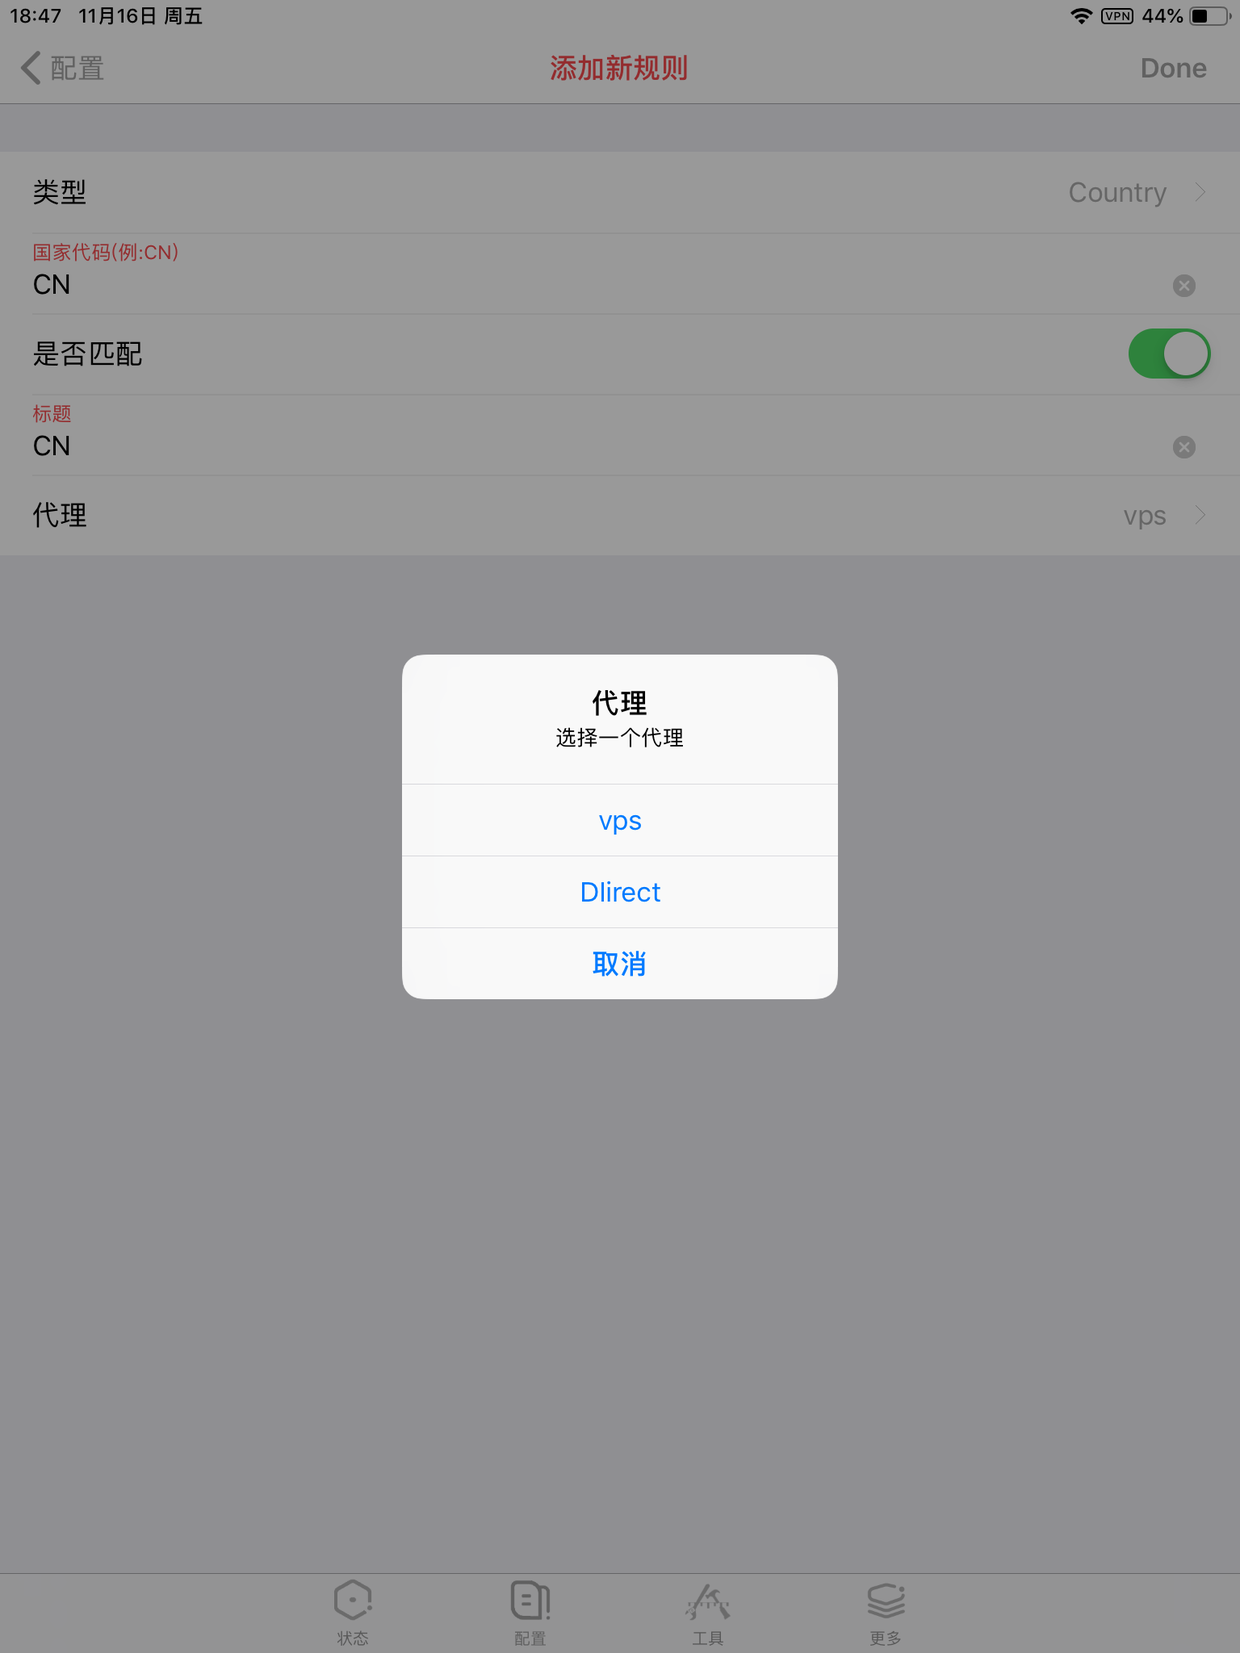 18:47 11月16日 周五 VPN 44%
配置 添加新规则 Done
类型 Country
国家代码(例:CN)
CN
是否匹配
标题
CN
代理 vps
代理
选择一个代理
vps
DIirect
取消
状态 配置 工具 更多